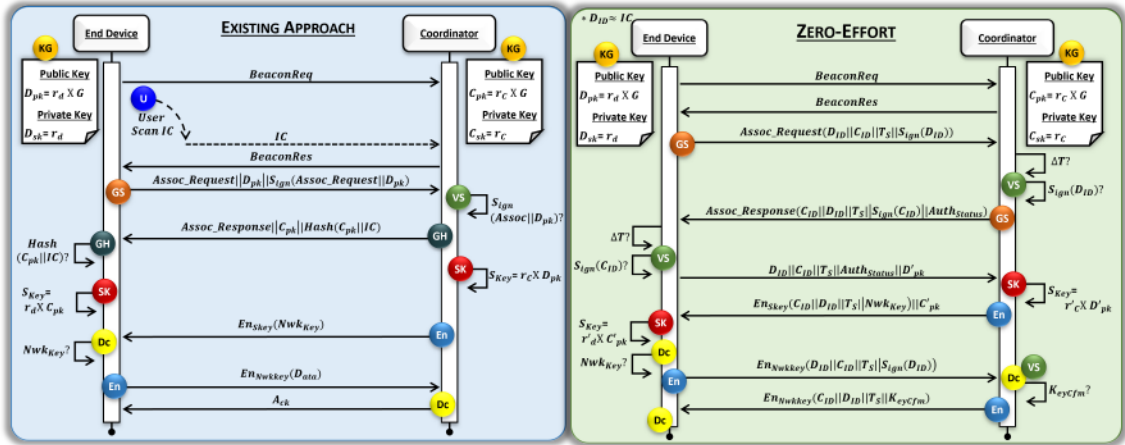 EXISTING APPROACH
End Device
Coordinator
KG
KG
Public Key
D_pk = r_d X G
Private Key
D_sk = r_d
Public Key
C_pk = r_C X G
Private Key
C_sk = r_C
BeaconReq
U
User
Scan IC
IC
BeaconRes
Assoc_Request||D_pk||S_ign(Assoc_Request||D_pk)
GS
VS
S_ign
(Assoc||D_pk)?
Assoc_Response||C_pk||Hash(C_pk||IC)
GH
GH
Hash
(C_pk||IC)?
SK
S_Key = r_C X D_pk
SK
S_Key
= r_d X C_pk
En_Skey(Nwk_Key)
En
Dc
Nwk_Key?
En_Nwkkey(D_ata)
En
A_ck
Dc
* D_ID ≈ IC
ZERO-EFFORT
End Device
Coordinator
KG
KG
Public Key
D_pk = r_d X G
Private Key
D_sk = r_d
Public Key
C_pk = r_C X G
Private Key
C_sk = r_C
BeaconReq
BeaconRes
Assoc_Request(D_ID||C_ID||T_S||S_ign(D_ID))
GS
ΔT?
VS
S_ign(D_ID)?
Assoc_Response(C_ID||D_ID||T_S||S_ign(C_ID)||Auth_Status)
GS
ΔT?
VS
S_ign(C_ID)?
D_ID||C_ID||T_S||Auth_Status||D'_pk
SK
S_Key=
r'_C X D'_pk
En_Skey(C_ID||D_ID||T_S||Nwk_Key)||C'_pk
En
SK
S_Key=
r'_d X C'_pk
Dc
Nwk_Key?
En_Nwkkey(D_ID||C_ID||T_S||S_ign(D_ID))
En
VS
Dc
K_eyCfm?
En_Nwkkey(C_ID||D_ID||T_S||K_eyCfm)
En
Dc